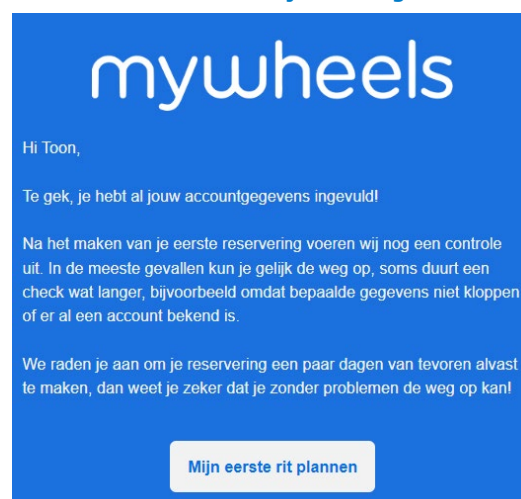 mywheels
Hi Toon,
Te gek, je hebt al jouw accountgegevens ingevuld!
Na het maken van je eerste reservering voeren wij nog een controle
uit. In de meeste gevallen kun je gelijk de weg op, soms duurt een
check wat langer, bijvoorbeeld omdat bepaalde gegevens niet kloppen
of er al een account bekend is.
We raden je aan om je reservering een paar dagen van tevoren alvast
te maken, dan weet je zeker dat je zonder problemen de weg op kan!
Mijn eerste rit plannen